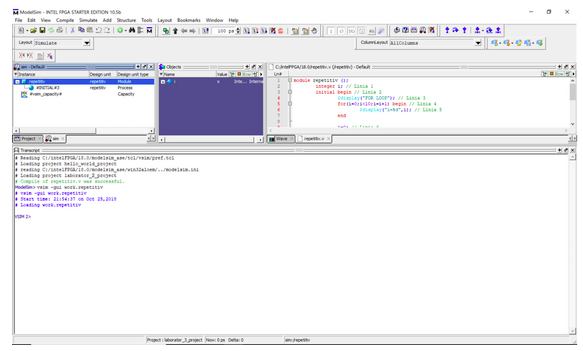 ModelSim - INTEL FPGA STARTER EDITION 10.5b
File Edit View Compile Simulate Add Structure Tools Layout Bookmarks Window Help
100 ps
Layout Simulate
ColumnLayout AllColumns
sim - Default
Instance Design unit Design unit type
repetitiv repetitiv Module
#INITIAL#3 repetitiv Process
#vsim_capacity# Capacity
Objects
Name Value
i x Inte... Interna
C:/intelFPGA/18.0/repetitiv.v (/repetitiv) - Default
Ln#
1 module repetitiv ();
2 integer i; // Linia 1
3 initial begin // Linia 2
4 $display("FOR LOOP"); // Linia 3
5 for(i=0;i<10;i=i+1) begin // Linia 4
6 $display("i=%d",i); // Linia 5
7 end
8
Project sim
Wave repetitiv.v
Transcript
# Reading C:/intelFPGA/18.0/modelsim_ase/tcl/vsim/pref.tcl
# Loading project hello_world_project
# reading C:/intelFPGA/18.0/modelsim_ase/win32aloem/../modelsim.ini
# Loading project laborator_3_project
# Compile of repetitiv.v was successful.
ModelSim> vsim -gui work.repetitiv
# vsim -gui work.repetitiv
# Start time: 21:54:37 on Oct 25,2018
# Loading work.repetitiv
VSIM 2>
Project : laborator_3_project Now: 0 ps Delta: 0 sim:/repetitiv